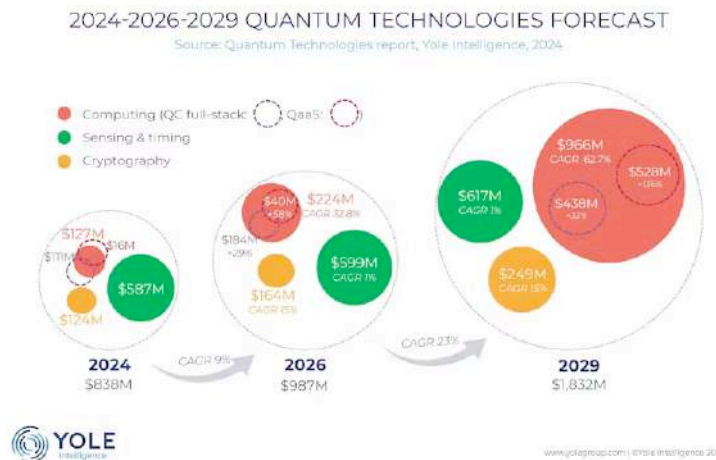 2024-2026-2029 QUANTUM TECHNOLOGIES FORECAST
Source: Quantum Technologies report, Yole Intelligence, 2024
Computing (QC full-stack: QaaS: )
Sensing & timing
Cryptography
$127M
$16M
$111M
$587M
$124M
2024
$838M
CAGR 9%
$40M
+58%
$224M
CAGR 32.8%
$184M
+29%
$599M
CAGR 1%
$164M
CAGR 15%
2026
$987M
CAGR 23%
$966M
CAGR 62.7%
$528M
$438M
$617M
CAGR 1%
$249M
CAGR 15%
2029
$1,832M
YOLE
Intelligence
www.yolegroup.com | ©Yole Intelligence 20